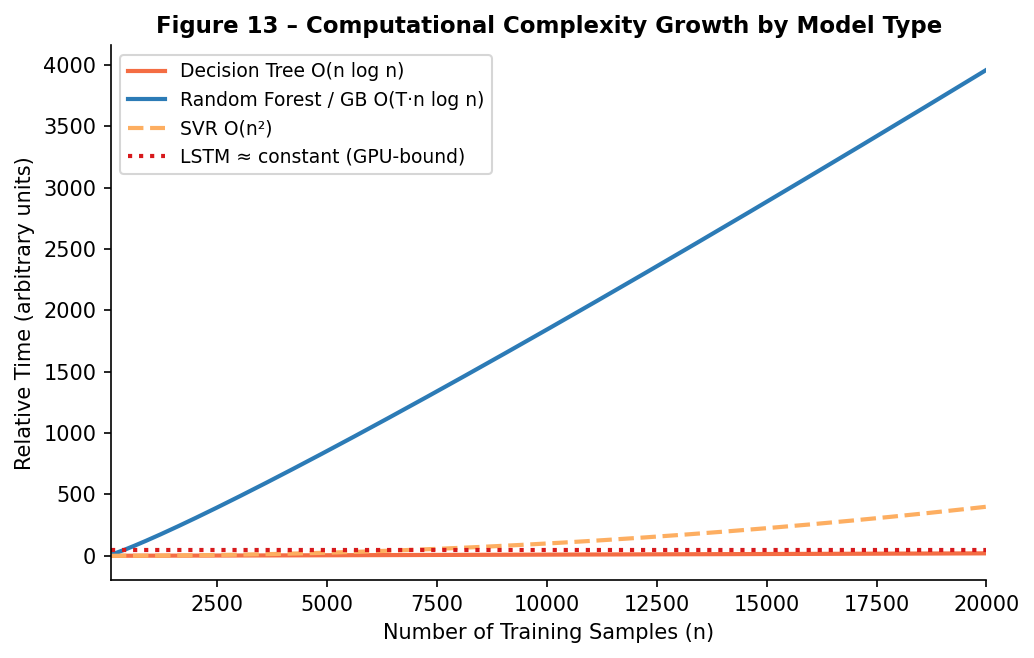 Figure 13 – Computational Complexity Growth by Model Type
Decision Tree O(n log n)
Random Forest / GB O(T·n log n)
SVR O(n²)
LSTM ≈ constant (GPU-bound)
Relative Time (arbitrary units)
4000
3500
3000
2500
2000
1500
1000
500
0
2500 5000 7500 10000 12500 15000 17500 20000
Number of Training Samples (n)